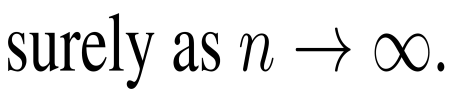 surely as n → ∞.